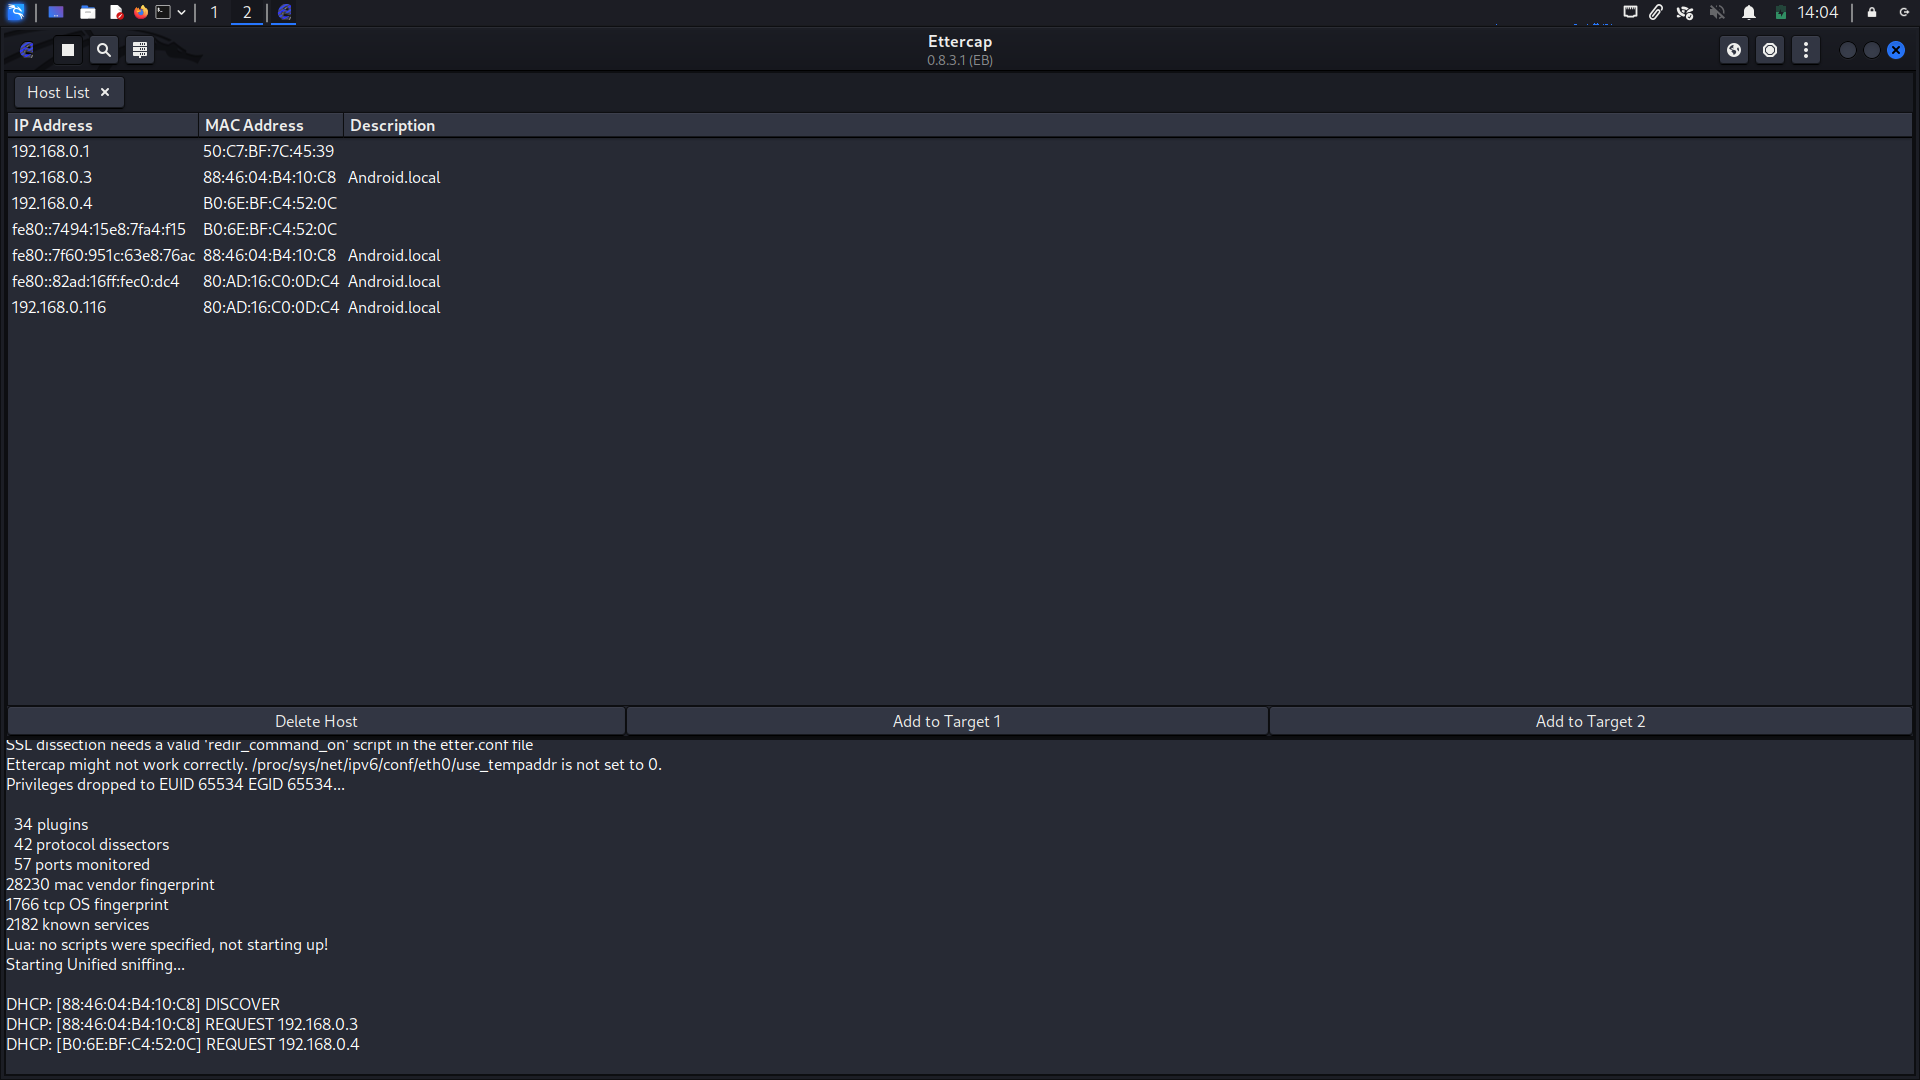 1 2 14:04
Ettercap
0.8.3.1 (EB)
Host List
IP Address MAC Address Description
192.168.0.1 50:C7:BF:7C:45:39
192.168.0.3 88:46:04:B4:10:C8 Android.local
192.168.0.4 B0:6E:BF:C4:52:0C
fe80::7494:15e8:7fa4:f15 B0:6E:BF:C4:52:0C
fe80::7f60:951c:63e8:76ac 88:46:04:B4:10:C8 Android.local
fe80::82ad:16ff:fec0:dc4 80:AD:16:C0:0D:C4 Android.local
192.168.0.116 80:AD:16:C0:0D:C4 Android.local
Delete Host Add to Target 1 Add to Target 2
SSL dissection needs a valid 'redir_command_on' script in the etter.conf file
Ettercap might not work correctly. /proc/sys/net/ipv6/conf/eth0/use_tempaddr is not set to 0.
Privileges dropped to EUID 65534 EGID 65534...
34 plugins
42 protocol dissectors
57 ports monitored
28230 mac vendor fingerprint
1766 tcp OS fingerprint
2182 known services
Lua: no scripts were specified, not starting up!
Starting Unified sniffing...
DHCP: [88:46:04:B4:10:C8] DISCOVER
DHCP: [88:46:04:B4:10:C8] REQUEST 192.168.0.3
DHCP: [B0:6E:BF:C4:52:0C] REQUEST 192.168.0.4